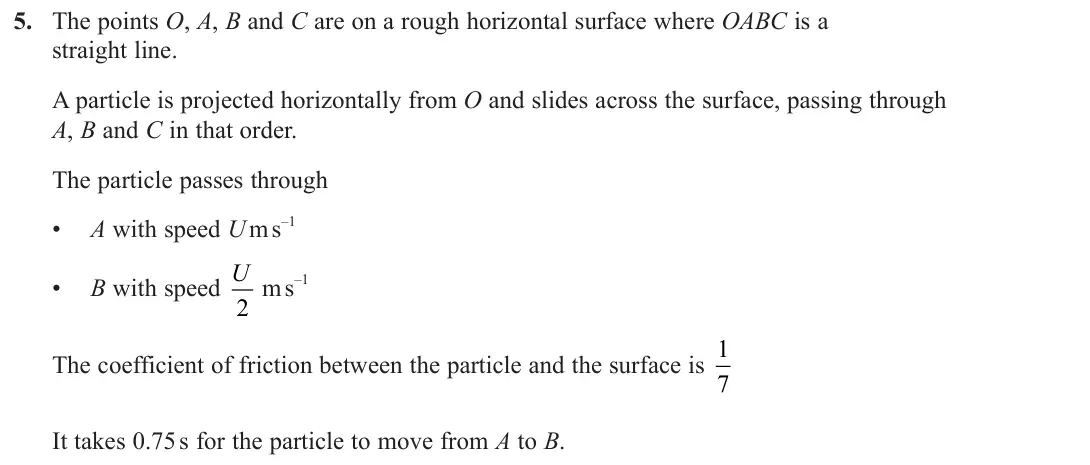 5. The points O, A, B and C are on a rough horizontal surface where OABC is a
straight line.
A particle is projected horizontally from O and slides across the surface, passing through
A, B and C in that order.
The particle passes through
• A with speed U m s⁻¹
• B with speed U/2 m s⁻¹
The coefficient of friction between the particle and the surface is 1/7
It takes 0.75 s for the particle to move from A to B.